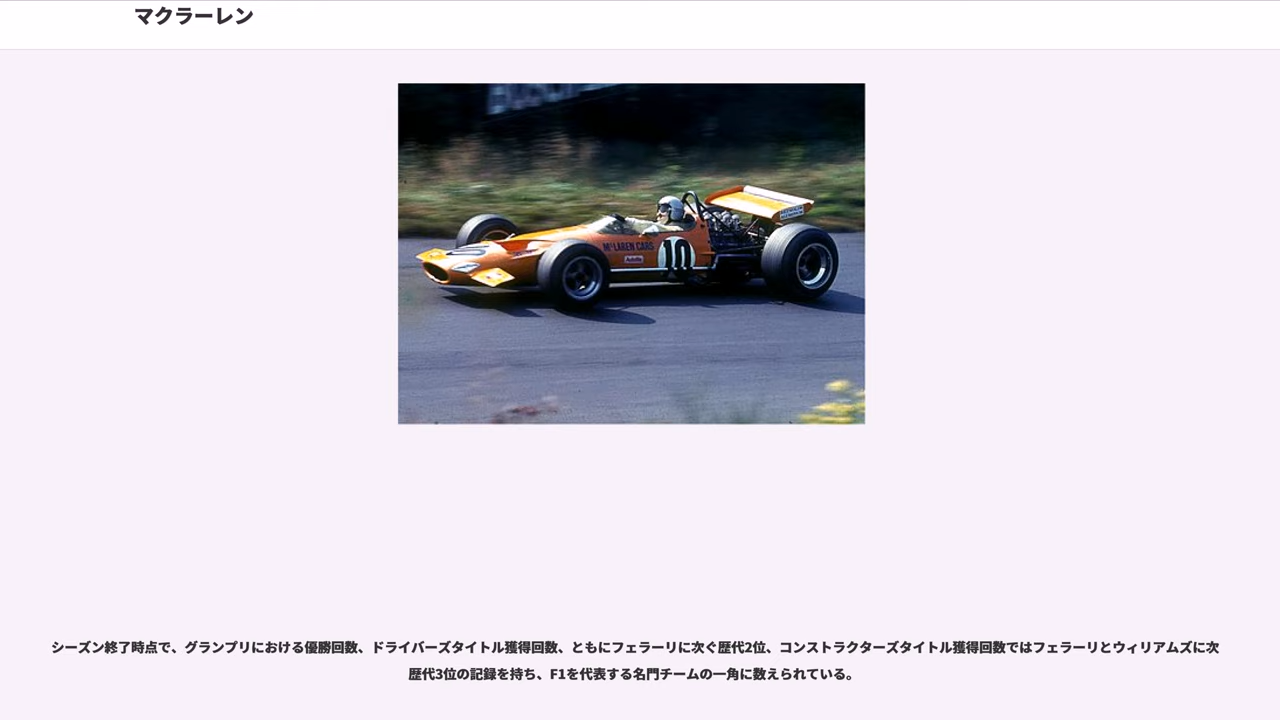 マクラーレン
McLAREN CARS
10
シーズン終了時点で、グランプリにおける優勝回数、ドライバーズタイトル獲得回数、ともにフェラーリに次ぐ歴代2位、コンストラクターズタイトル獲得回数ではフェラーリとウィリアムズに次
歴代3位の記録を持ち、F1を代表する名門チームの一角に数えられている。